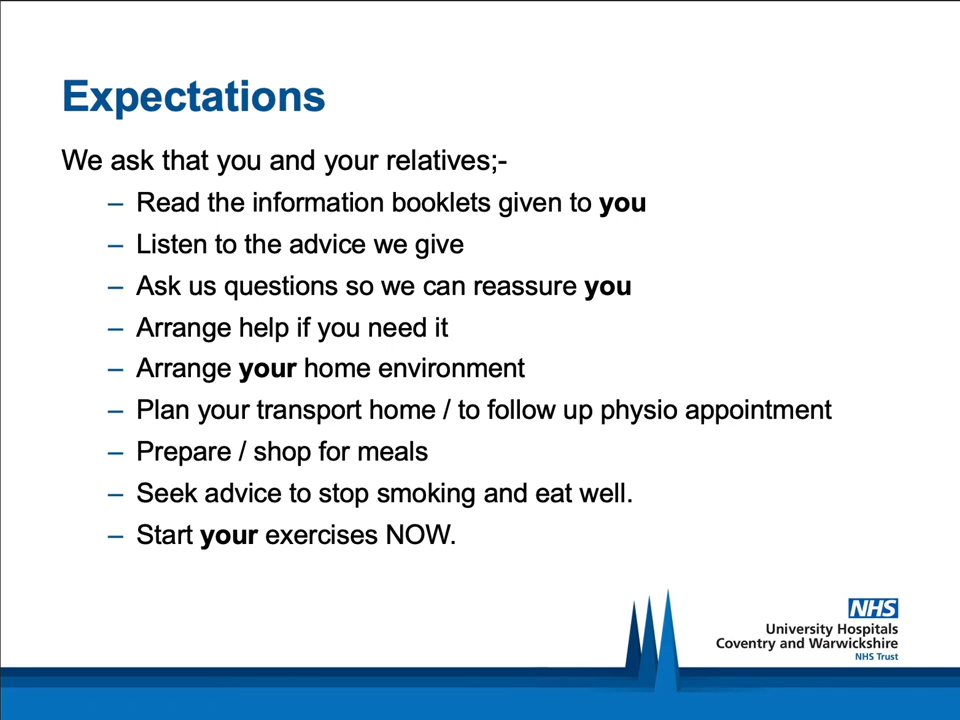 Expectations
We ask that you and your relatives;-
– Read the information booklets given to you
– Listen to the advice we give
– Ask us questions so we can reassure you
– Arrange help if you need it
– Arrange your home environment
– Plan your transport home / to follow up physio appointment
– Prepare / shop for meals
– Seek advice to stop smoking and eat well.
– Start your exercises NOW.
NHS
University Hospitals
Coventry and Warwickshire
NHS Trust